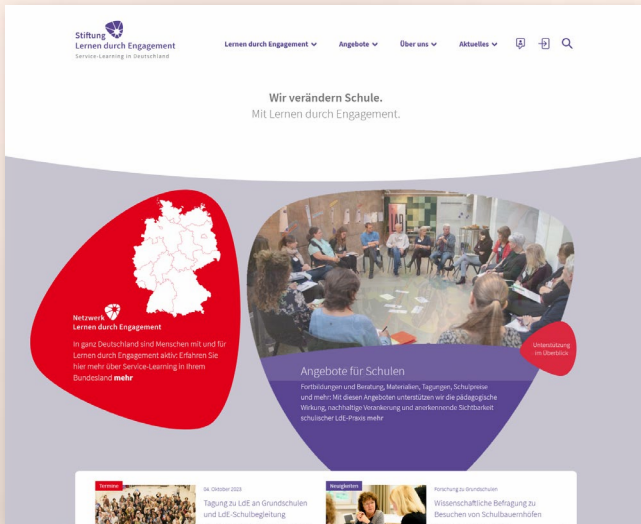 Stiftung
Lernen durch Engagement
Service-Learning in Deutschland
Lernen durch Engagement
Angebote
Über uns
Aktuelles
Wir verändern Schule.
Mit Lernen durch Engagement.
Netzwerk
Lernen durch Engagement
In ganz Deutschland sind Menschen mit und für
Lernen durch Engagement aktiv: Erfahren Sie
hier mehr über Service-Learning in Ihrem
Bundesland mehr
Unterstützung
im Überblick
Angebote für Schulen
Fortbildungen und Beratung, Materialien, Tagungen, Schulpreise
und mehr: Mit diesen Angeboten unterstützen wir die pädagogische
Wirkung, nachhaltige Verankerung und anerkennende Sichtbarkeit
schulischer LdE-Praxis mehr
Termine
04. Oktober 2023
Tagung zu LdE an Grundschulen
und LdE-Schulbegleitung
Neuigkeiten
Forschung zu Grundschulen
Wissenschaftliche Befragung zu
Besuchen von Schulbauernhöfen